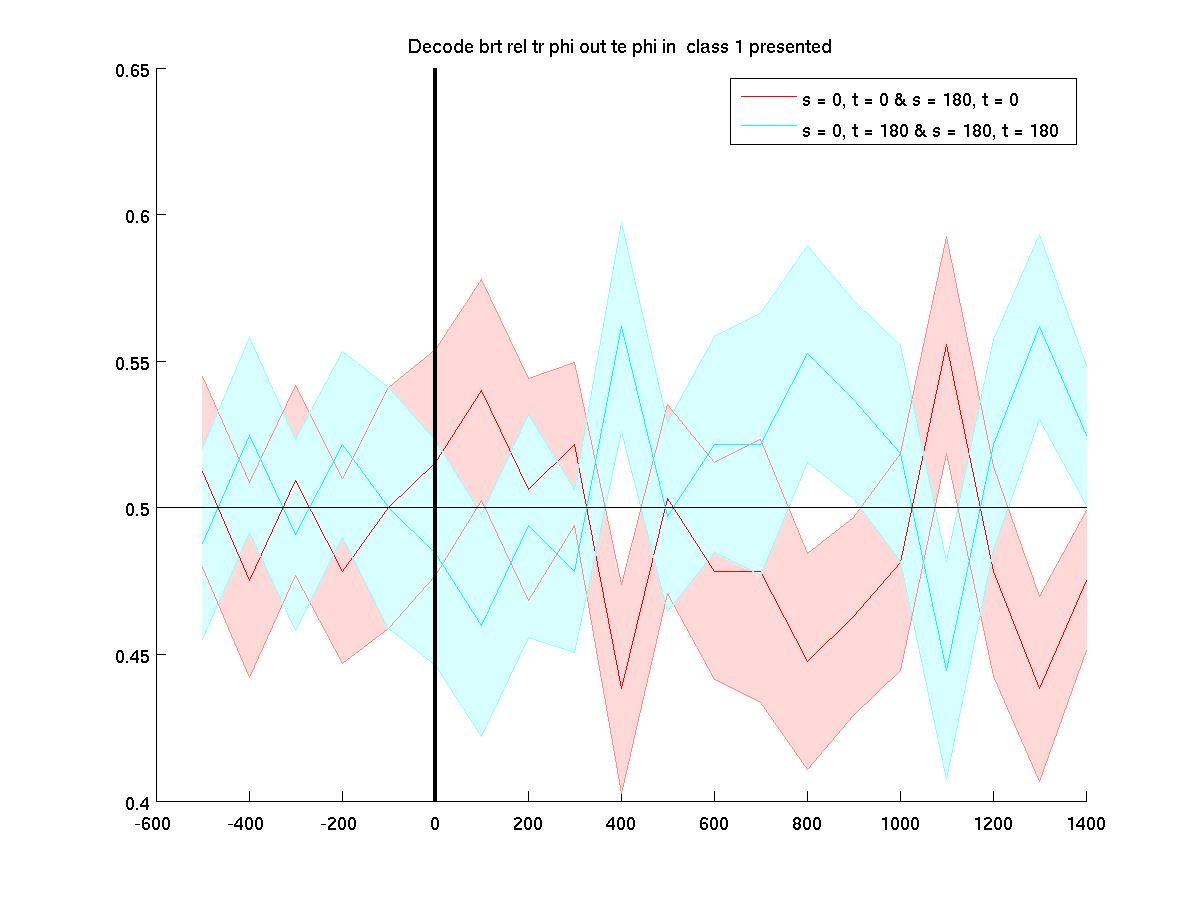 Decode brt rel tr phi out te phi in  class 1 presented
s = 0, t = 0 & s = 180, t = 0
s = 0, t = 180 & s = 180, t = 180
0.65
0.6
0.55
0.5
0.45
0.4
-600 -400 -200 0 200 400 600 800 1000 1200 1400